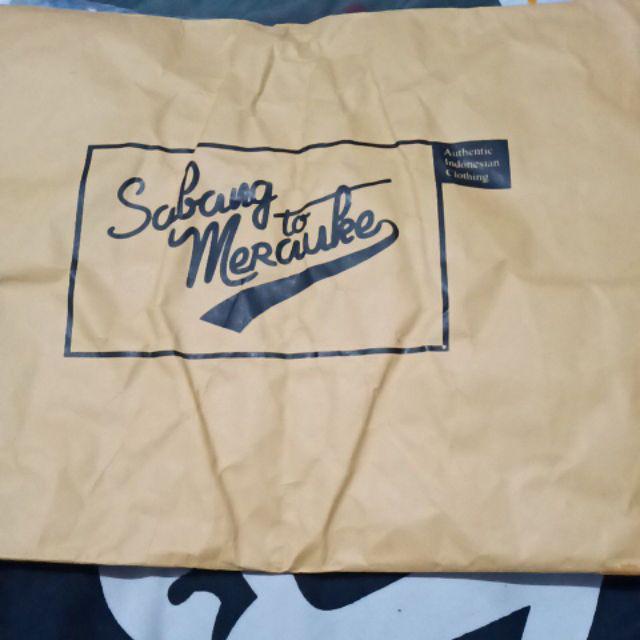 Sabang
to
Merauke
Authentic
Indonesian
Clothing